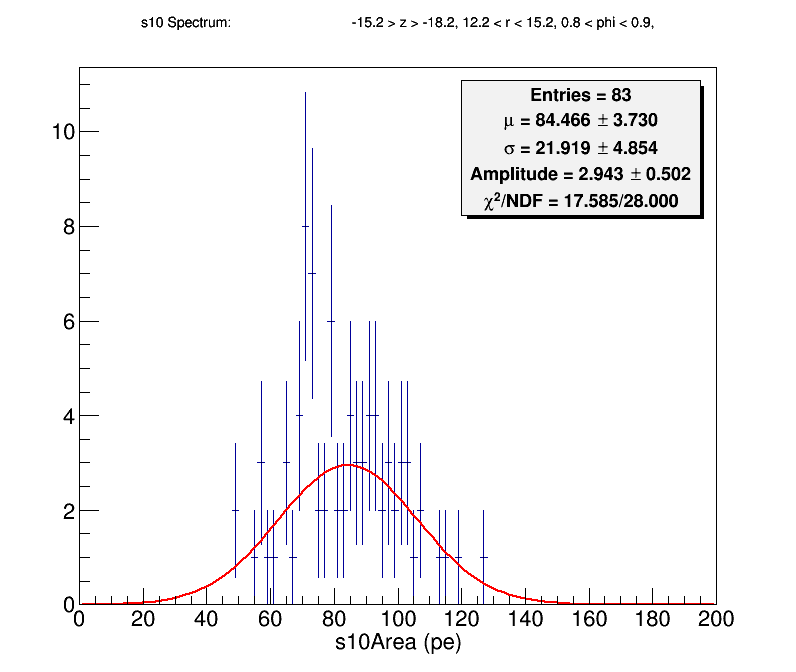 s10 Spectrum: -15.2 > z > -18.2, 12.2 < r < 15.2, 0.8 < phi < 0.9,
Entries = 83
μ = 84.466 ± 3.730
σ = 21.919 ± 4.854
Amplitude = 2.943 ± 0.502
χ²/NDF = 17.585/28.000
10
8
6
4
2
0
0 20 40 60 80 100 120 140 160 180 200
s10Area (pe)